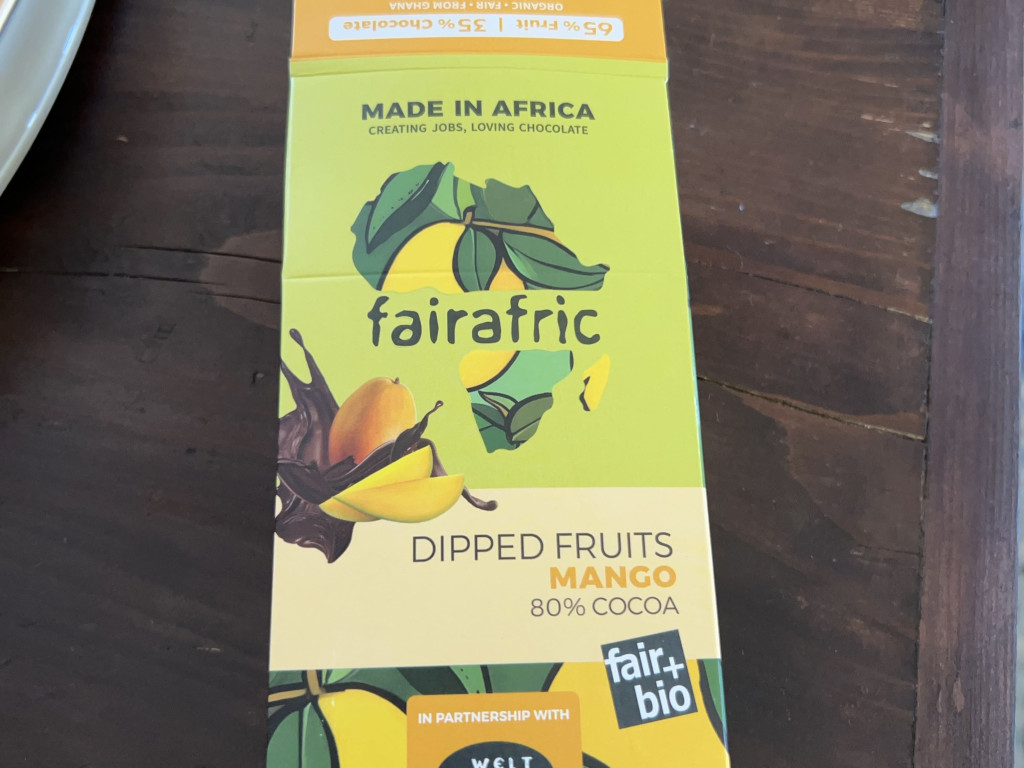 ORGANIC • FAIR • FROM GHANA
65% Fruit | 35% Chocolate
MADE IN AFRICA
CREATING JOBS, LOVING CHOCOLATE
fairafric
DIPPED FRUITS
MANGO
80% COCOA
fair+
bio
IN PARTNERSHIP WITH
WELT